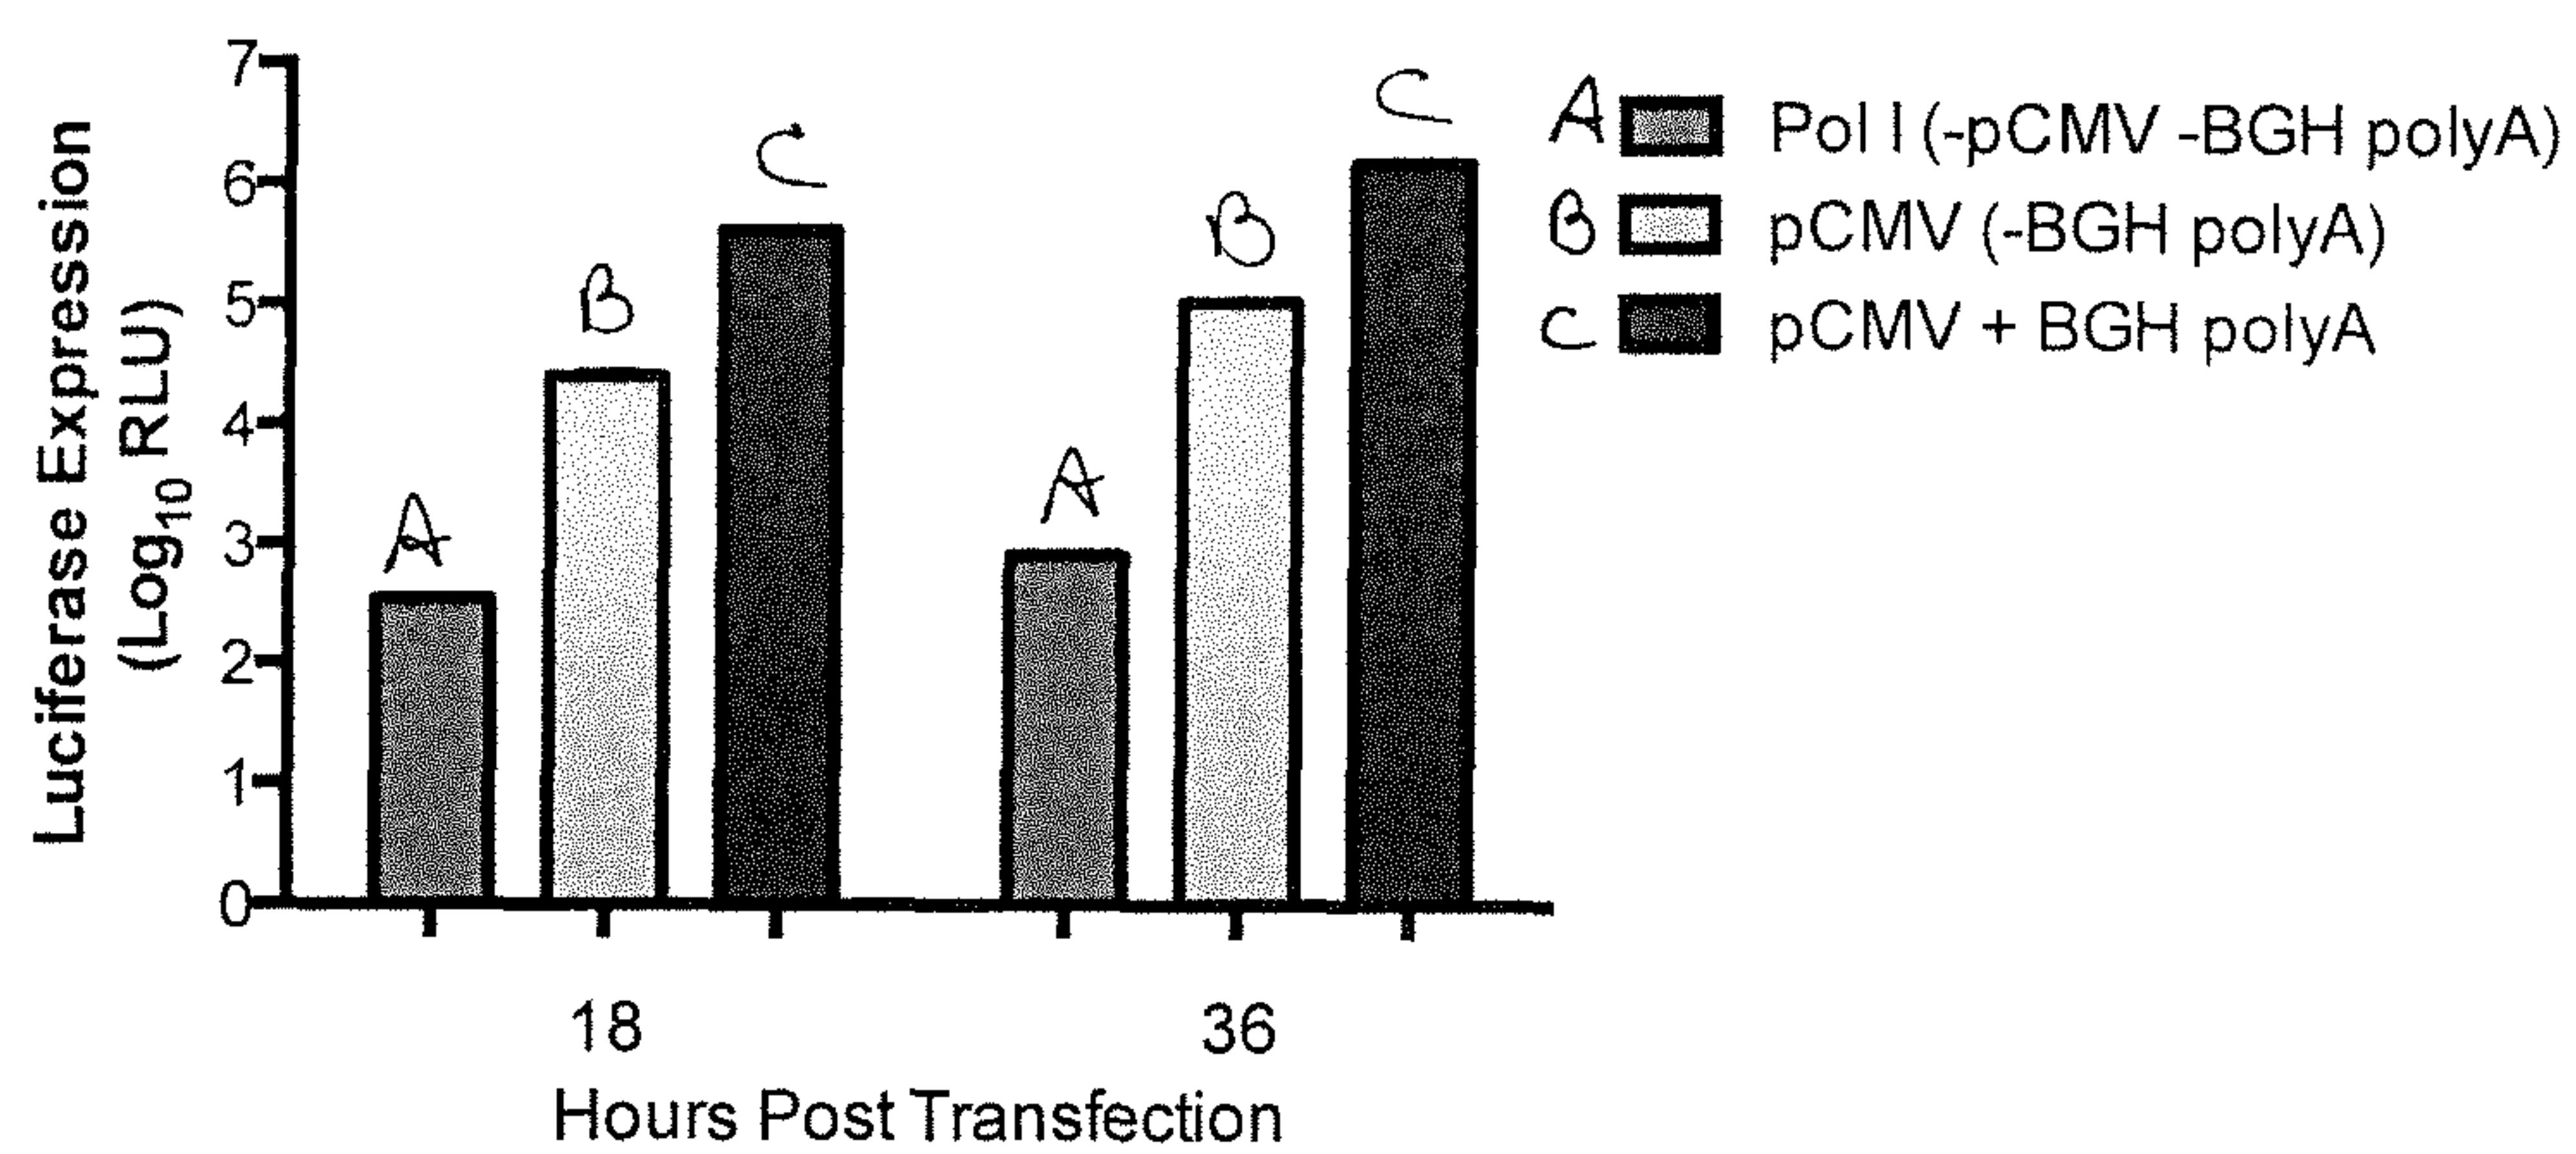 Luciferase Expression
(Log10 RLU)
7
6
5
4
3
2
1
0
A
B
C
A
B
C
18
36
Hours Post Transfection
A Pol I (-pCMV -BGH polyA)
B pCMV (-BGH polyA)
C pCMV + BGH polyA